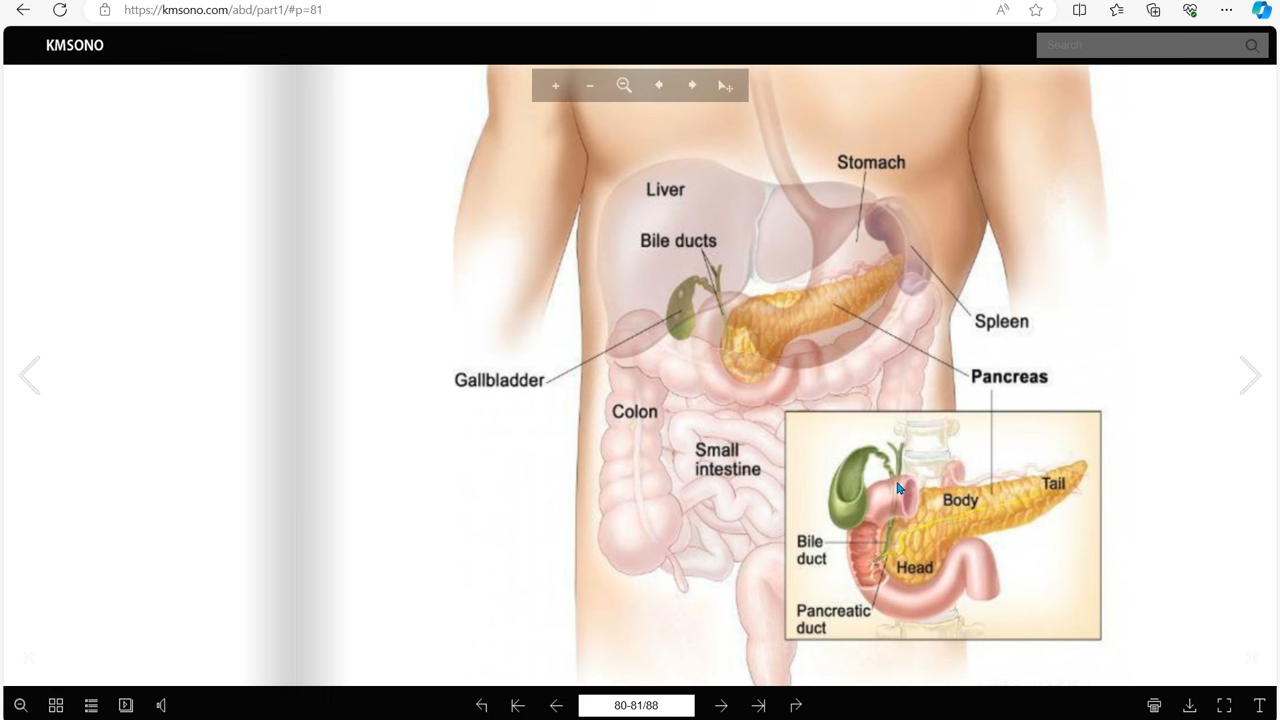 https://kmsono.com/abd/part1/#p=81
KMSONO
Search
Stomach
Liver
Bile ducts
Spleen
Pancreas
Gallbladder
Colon
Small
intestine
Tail
Body
Bile
duct
Head
Pancreatic
duct
80-81/88